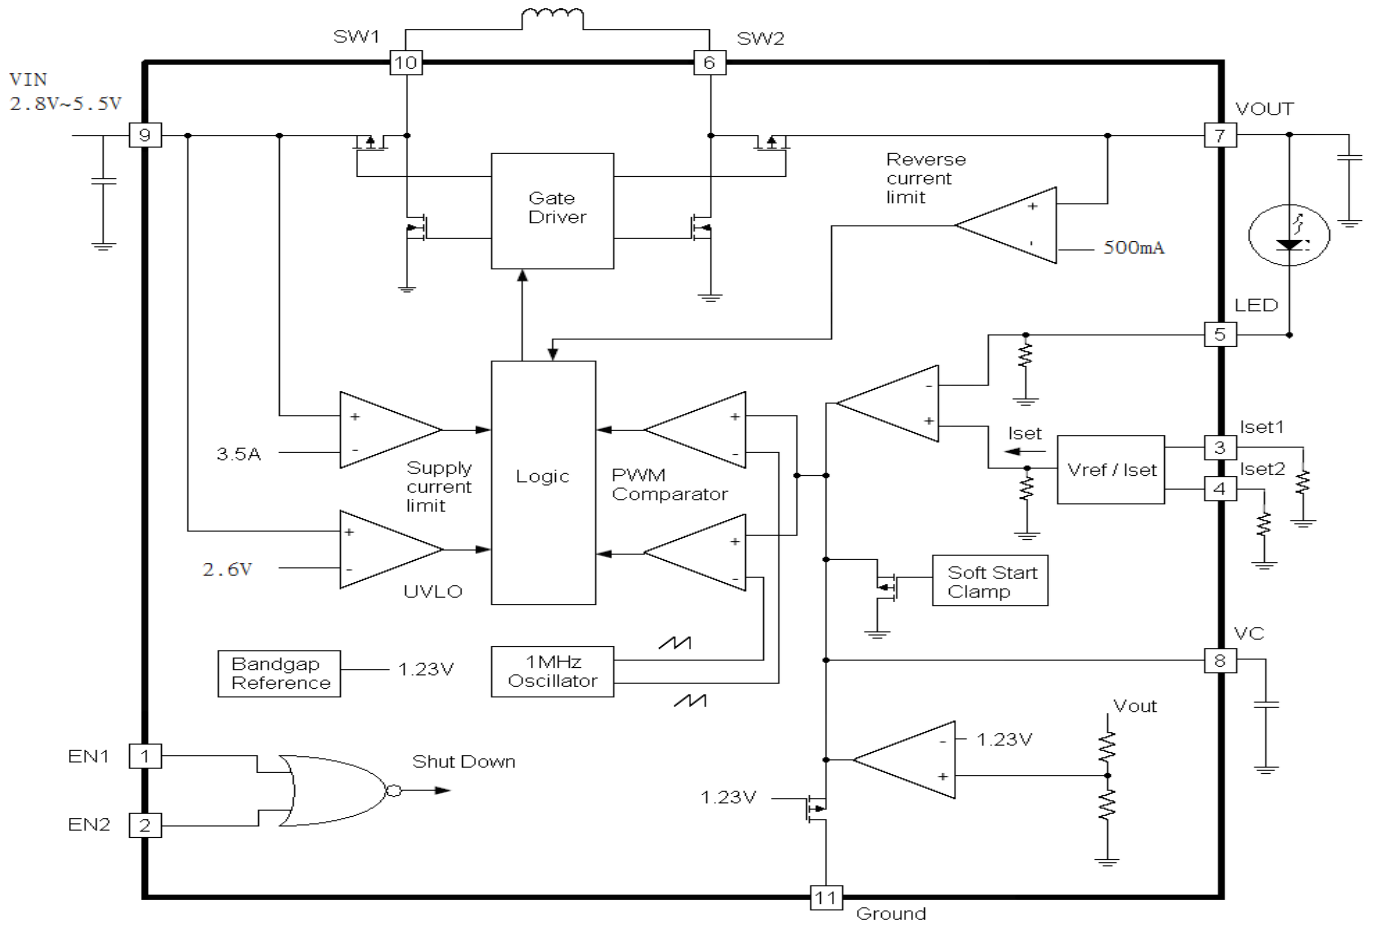 SW1
SW2
10
6
VIN
2.8V~5.5V
9
VOUT
7
Reverse
current
limit
+
-
500mA
Gate
Driver
LED
5
-
+
Iset
Vref / Iset
Iset1
3
Iset2
4
+
-
3.5A
Supply
current
limit
Logic
+
-
PWM
Comparator
+
-
2.6V
UVLO
+
-
Soft Start
Clamp
VC
8
Bandgap
Reference
1.23V
1MHz
Oscillator
Vout
-
1.23V
+
EN1
1
Shut Down
1.23V
EN2
2
11
Ground